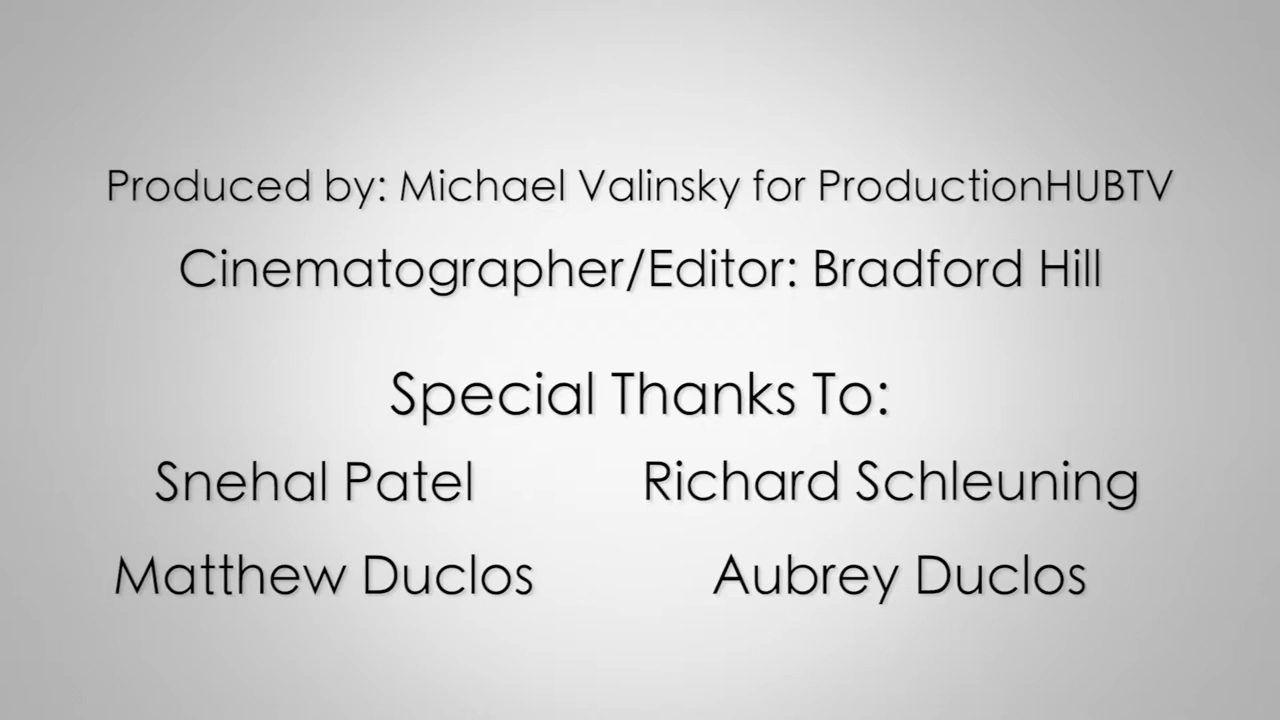 Produced by: Michael Valinsky for ProductionHUBTV
Cinematographer/Editor: Bradford Hill
Special Thanks To:
Snehal Patel Richard Schleuning
Matthew Duclos Aubrey Duclos